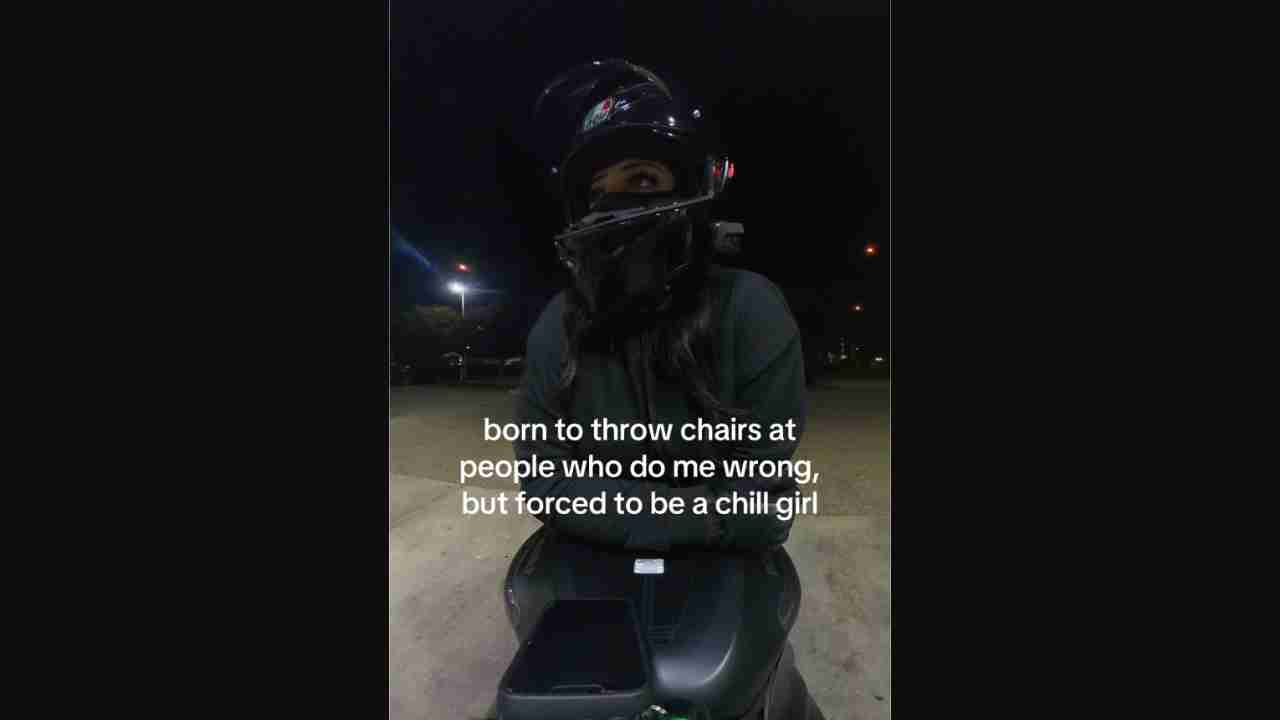 born to throw chairs at
people who do me wrong,
but forced to be a chill girl